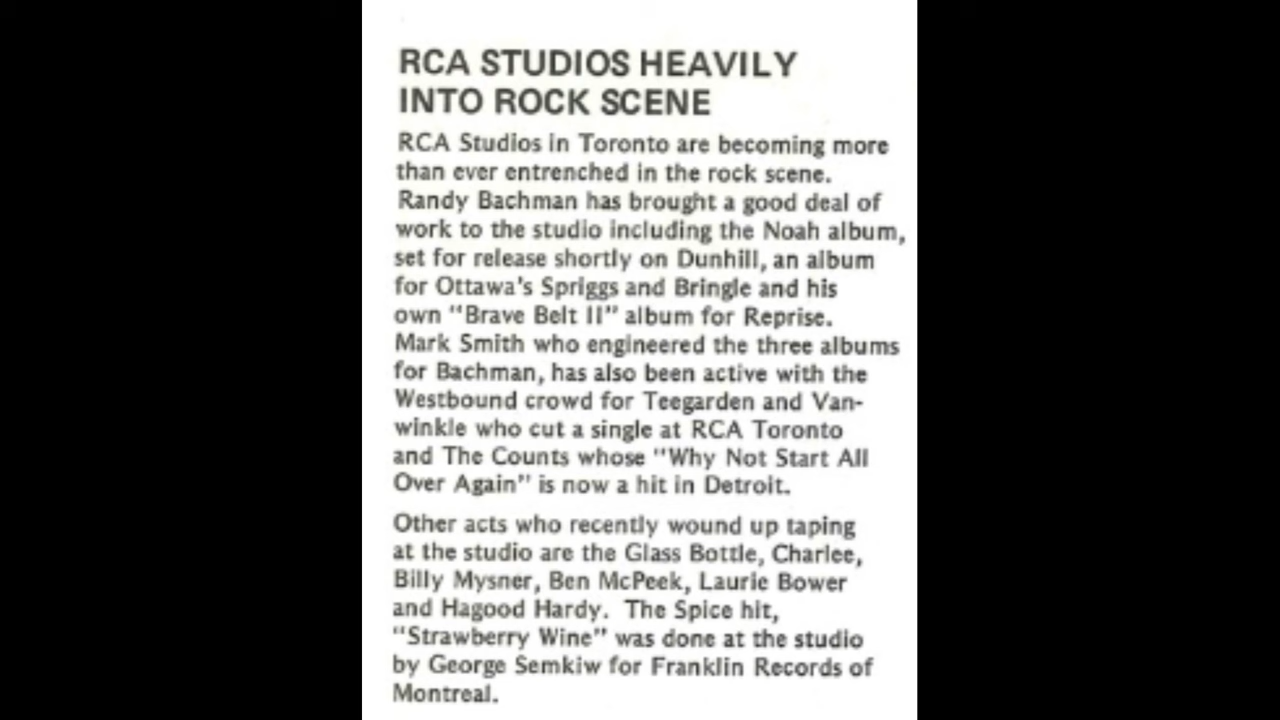 RCA STUDIOS HEAVILY
INTO ROCK SCENE
RCA Studios in Toronto are becoming more
than ever entrenched in the rock scene.
Randy Bachman has brought a good deal of
work to the studio including the Noah album,
set for release shortly on Dunhill, an album
for Ottawa's Spriggs and Bringle and his
own "Brave Belt II" album for Reprise.
Mark Smith who engineered the three albums
for Bachman, has also been active with the
Westbound crowd for Teegarden and Van-
winkle who cut a single at RCA Toronto
and The Counts whose "Why Not Start All
Over Again" is now a hit in Detroit.
Other acts who recently wound up taping
at the studio are the Glass Bottle, Charlee,
Billy Mysner, Ben McPeek, Laurie Bower
and Hagood Hardy. The Spice hit,
"Strawberry Wine" was done at the studio
by George Semkiw for Franklin Records of
Montreal.